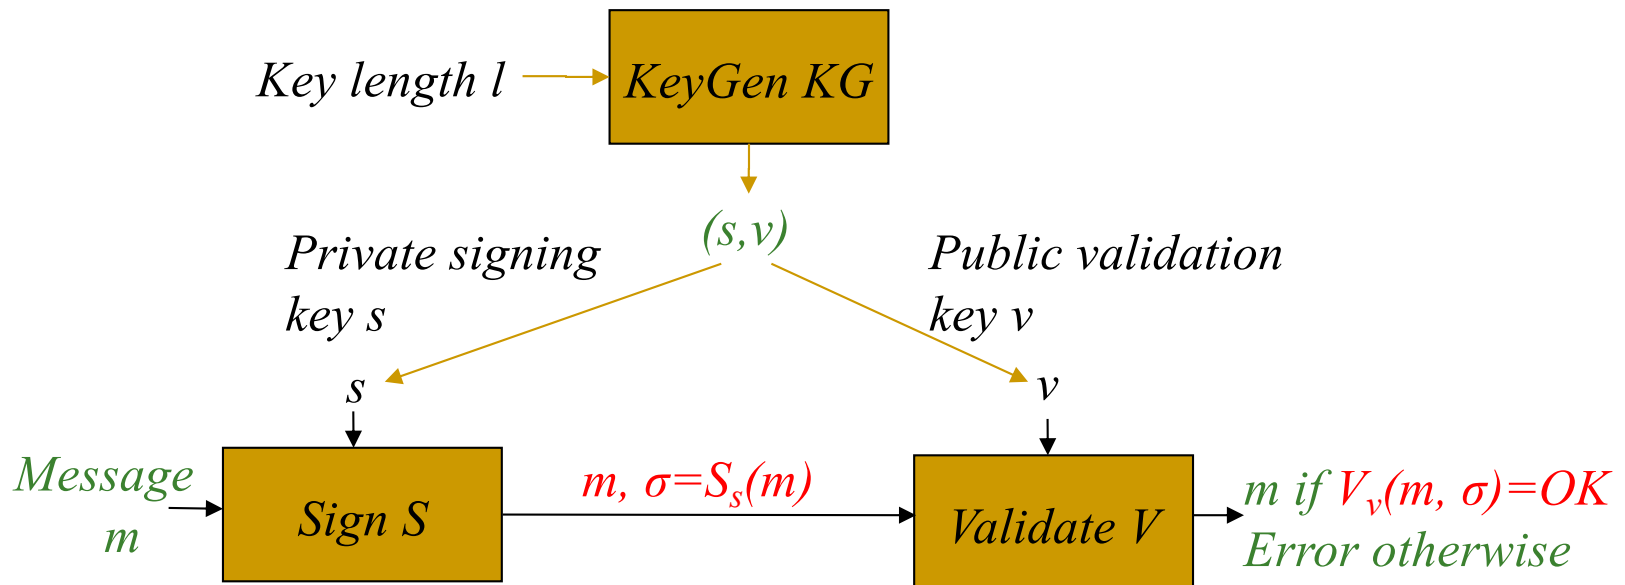 Key length l
KeyGen KG
(s,v)
Private signing
key s
Public validation
key v
s
v
Message
m
Sign S
m, σ=Sₛ(m)
Validate V
m if Vᵥ(m, σ)=OK
Error otherwise